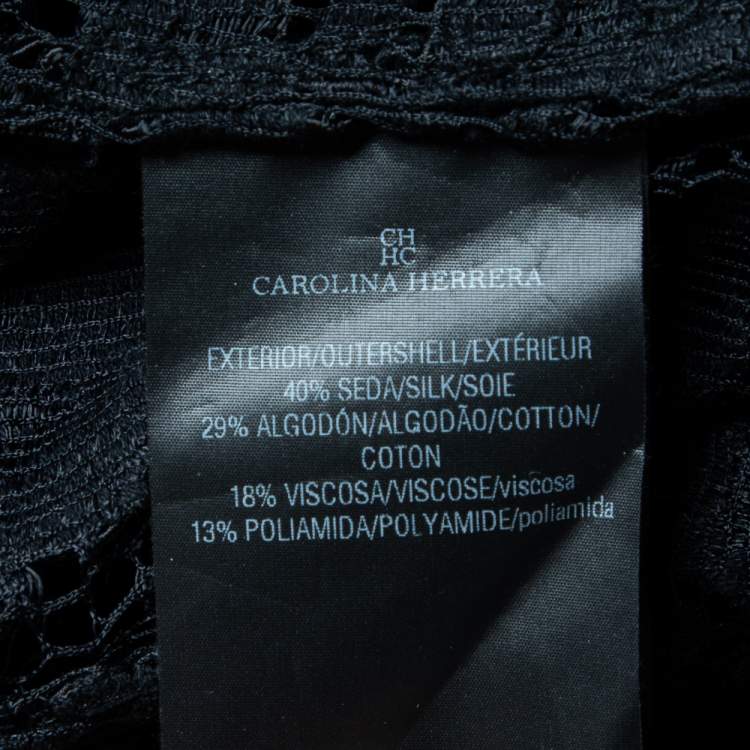 CH
HC
CAROLINA HERRERA
EXTERIOR/OUTERSHELL/EXTÉRIEUR
40% SEDA/SILK/SOIE
29% ALGODÓN/ALGODÃO/COTTON/
COTON
18% VISCOSA/VISCOSE/viscosa
13% POLIAMIDA/POLYAMIDE/poliamida